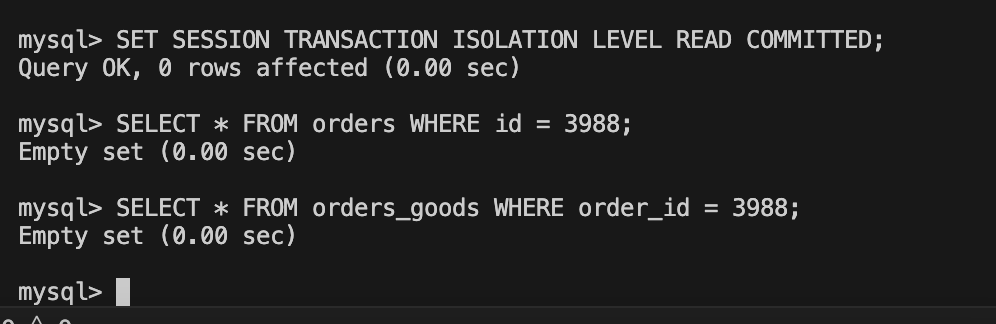 mysql> SET SESSION TRANSACTION ISOLATION LEVEL READ COMMITTED;
Query OK, 0 rows affected (0.00 sec)
mysql> SELECT * FROM orders WHERE id = 3988;
Empty set (0.00 sec)
mysql> SELECT * FROM orders_goods WHERE order_id = 3988;
Empty set (0.00 sec)
mysql>